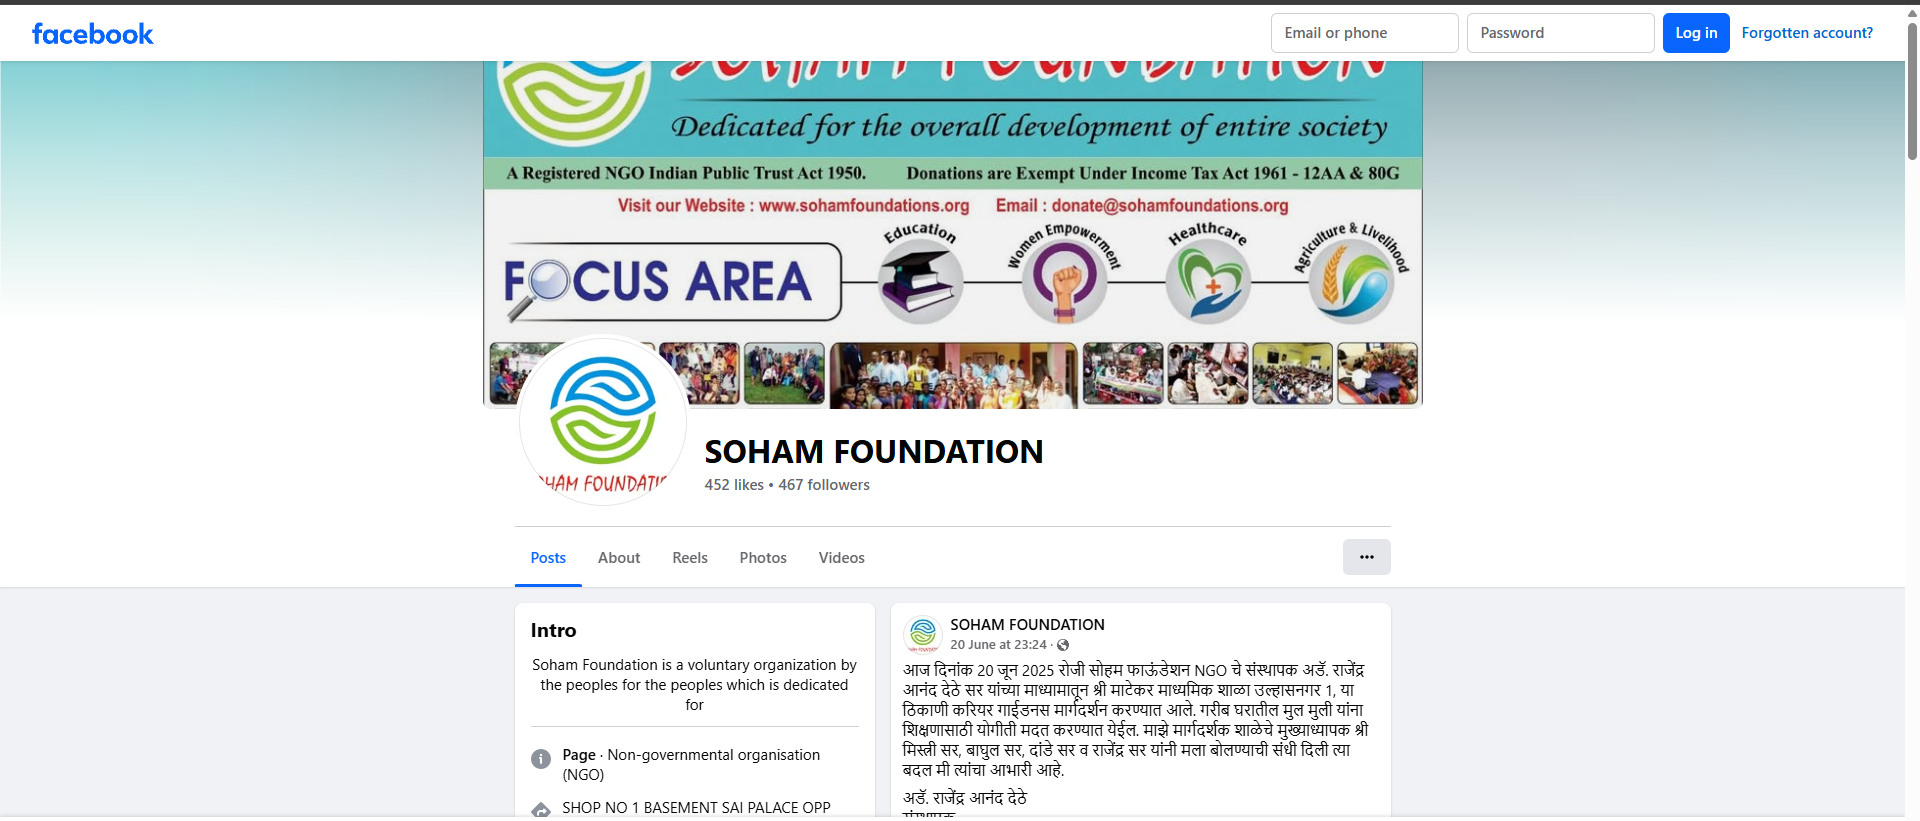 facebook
Email or phone
Password
Log in
Forgotten account?
SOHAM FOUNDATION
Dedicated for the overall development of entire society
A Registered NGO Indian Public Trust Act 1950. Donations are Exempt Under Income Tax Act 1961 - 12AA & 80G
Visit our Website : www.sohamfoundations.org Email : donate@sohamfoundations.org
FOCUS AREA
Education
Women Empowerment
Healthcare
Agriculture & Livelihood
SOHAM FOUNDATION
452 likes • 467 followers
Posts
About
Reels
Photos
Videos
Intro
Soham Foundation is a voluntary organization by
the peoples for the peoples which is dedicated
for
Page · Non-governmental organisation
(NGO)
SHOP NO 1 BASEMENT SAI PALACE OPP
SOHAM FOUNDATION
20 June at 23:24 ·
आज दिनांक 20 जून 2025 रोजी सोहम फाऊंडेशन NGO चे संस्थापक अडॅ. राजेंद्र
आनंद देठे सर यांच्या माध्यामातून श्री माटेकर माध्यमिक शाळा उल्हासनगर 1, या
ठिकाणी करियर गाईडनस मार्गदर्शन करण्यात आले. गरीब घरातील मुल मुली यांना
शिक्षणासाठी योगीती मदत करण्यात येईल. माझे मार्गदर्शक शाळेचे मुख्याध्यापक श्री
मिस्त्री सर, बाघुल सर, दांडे सर व राजेंद्र सर यांनी मला बोलण्याची संधी दिली त्या
बदल मी त्यांचा आभारी आहे.
अडॅ. राजेंद्र आनंद देठे